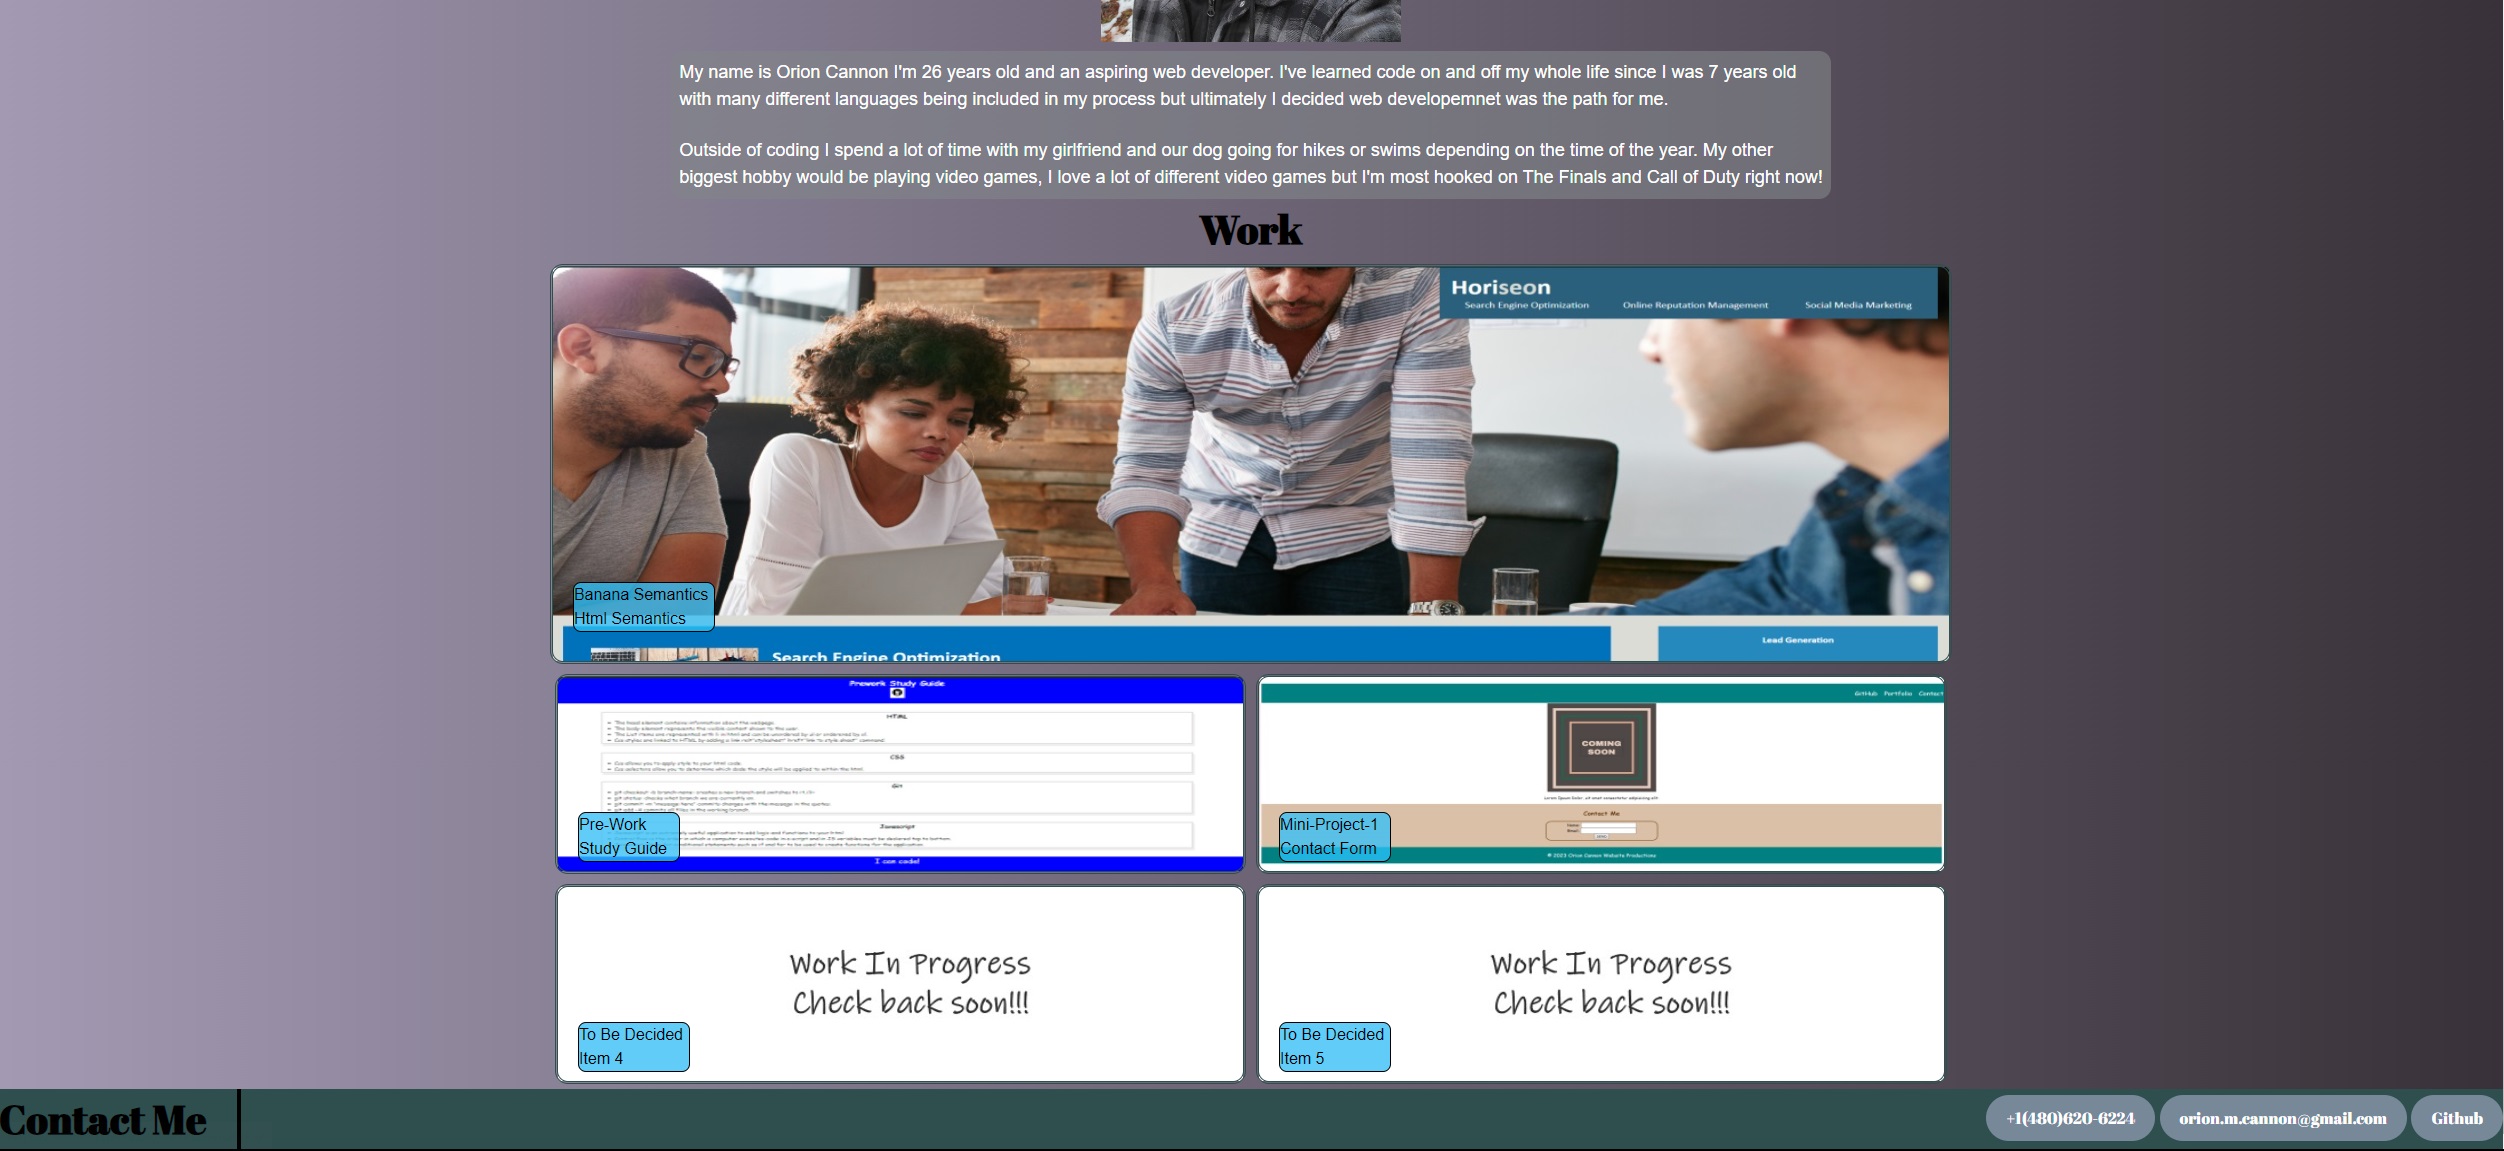 My name is Orion Cannon I'm 26 years old and an aspiring web developer. I've learned code on and off my whole life since I was 7 years old
with many different languages being included in my process but ultimately I decided web developemnet was the path for me.
Outside of coding I spend a lot of time with my girlfriend and our dog going for hikes or swims depending on the time of the year. My other
biggest hobby would be playing video games, I love a lot of different video games but I'm most hooked on The Finals and Call of Duty right now!
Work
Horiseon
Search Engine Optimization Online Reputation Management Social Media Marketing
Banana Semantics
Html Semantics
Search Engine Optimization
Lead Generation
Prework Study Guide
HTML
CSS
Git
Javascript
I can code!
Pre-Work
Study Guide
GitHub Portfolio Contact
COMING
SOON
Contact Me
Name:
Email:
© 2023 Orion Cannon Website Productions
Mini-Project-1
Contact Form
Work In Progress
Check back soon!!!
To Be Decided
Item 4
Work In Progress
Check back soon!!!
To Be Decided
Item 5
Contact Me
+1(480)620-6224 orion.m.cannon@gmail.com Github